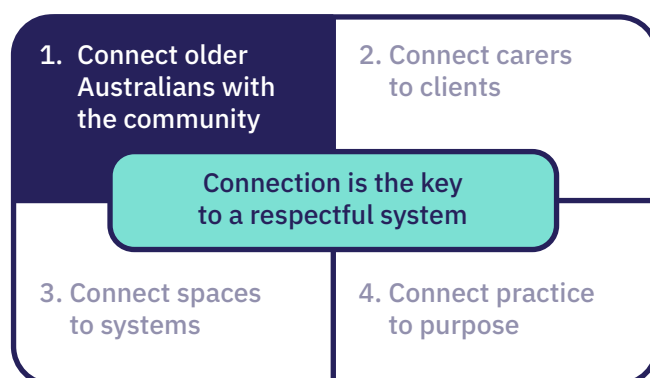 1. Connect older
Australians with
the community
2. Connect carers
to clients
Connection is the key
to a respectful system
3. Connect spaces
to systems
4. Connect practice
to purpose